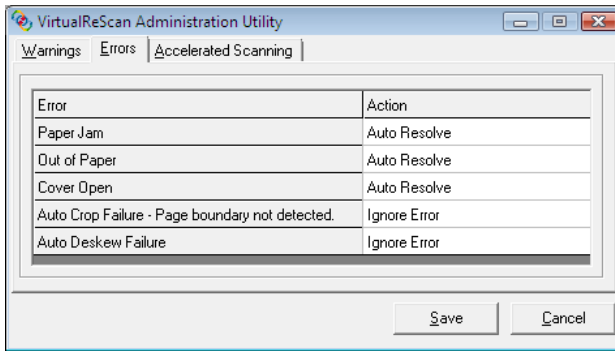 VirtualReScan Administration Utility
Warnings Errors Accelerated Scanning
Error Action
Paper Jam Auto Resolve
Out of Paper Auto Resolve
Cover Open Auto Resolve
Auto Crop Failure - Page boundary not detected. Ignore Error
Auto Deskew Failure Ignore Error
Save Cancel